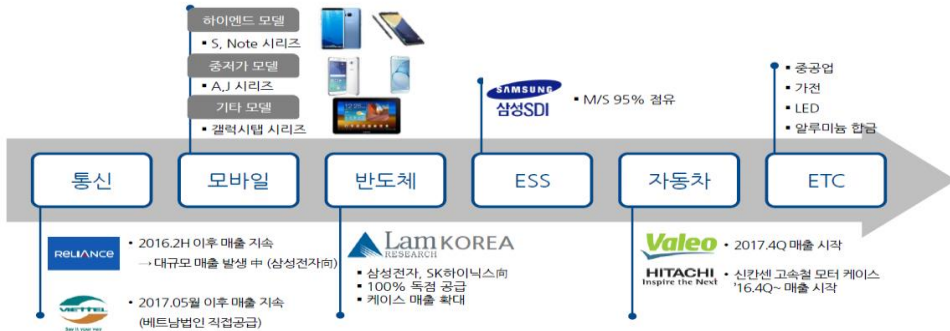 하이엔드 모델
▪ S, Note 시리즈
중저가 모델
▪ A,J 시리즈
기타 모델
▪ 갤럭시탭 시리즈
SAMSUNG
삼성SDI
▪ M/S 95% 점유
▪ 중공업
▪ 가전
▪ LED
▪ 알루미늄 합금
통신
모바일
반도체
ESS
자동차
ETC
RELIANCE
• 2016.2H 이후 매출 지속
→ 대규모 매출 발생 中 (삼성전자向)
VIETTEL
Say it your way
• 2017.05월 이후 매출 지속
(베트남법인 직접공급)
Lam KOREA
RESEARCH
▪ 삼성전자, SK하이닉스向
▪ 100% 독점 공급
▪ 케이스 매출 확대
Valeo
• 2017.4Q 매출 시작
HITACHI
Inspire the Next
• 신칸센 고속철 모터 케이스
'16.4Q~ 매출 시작